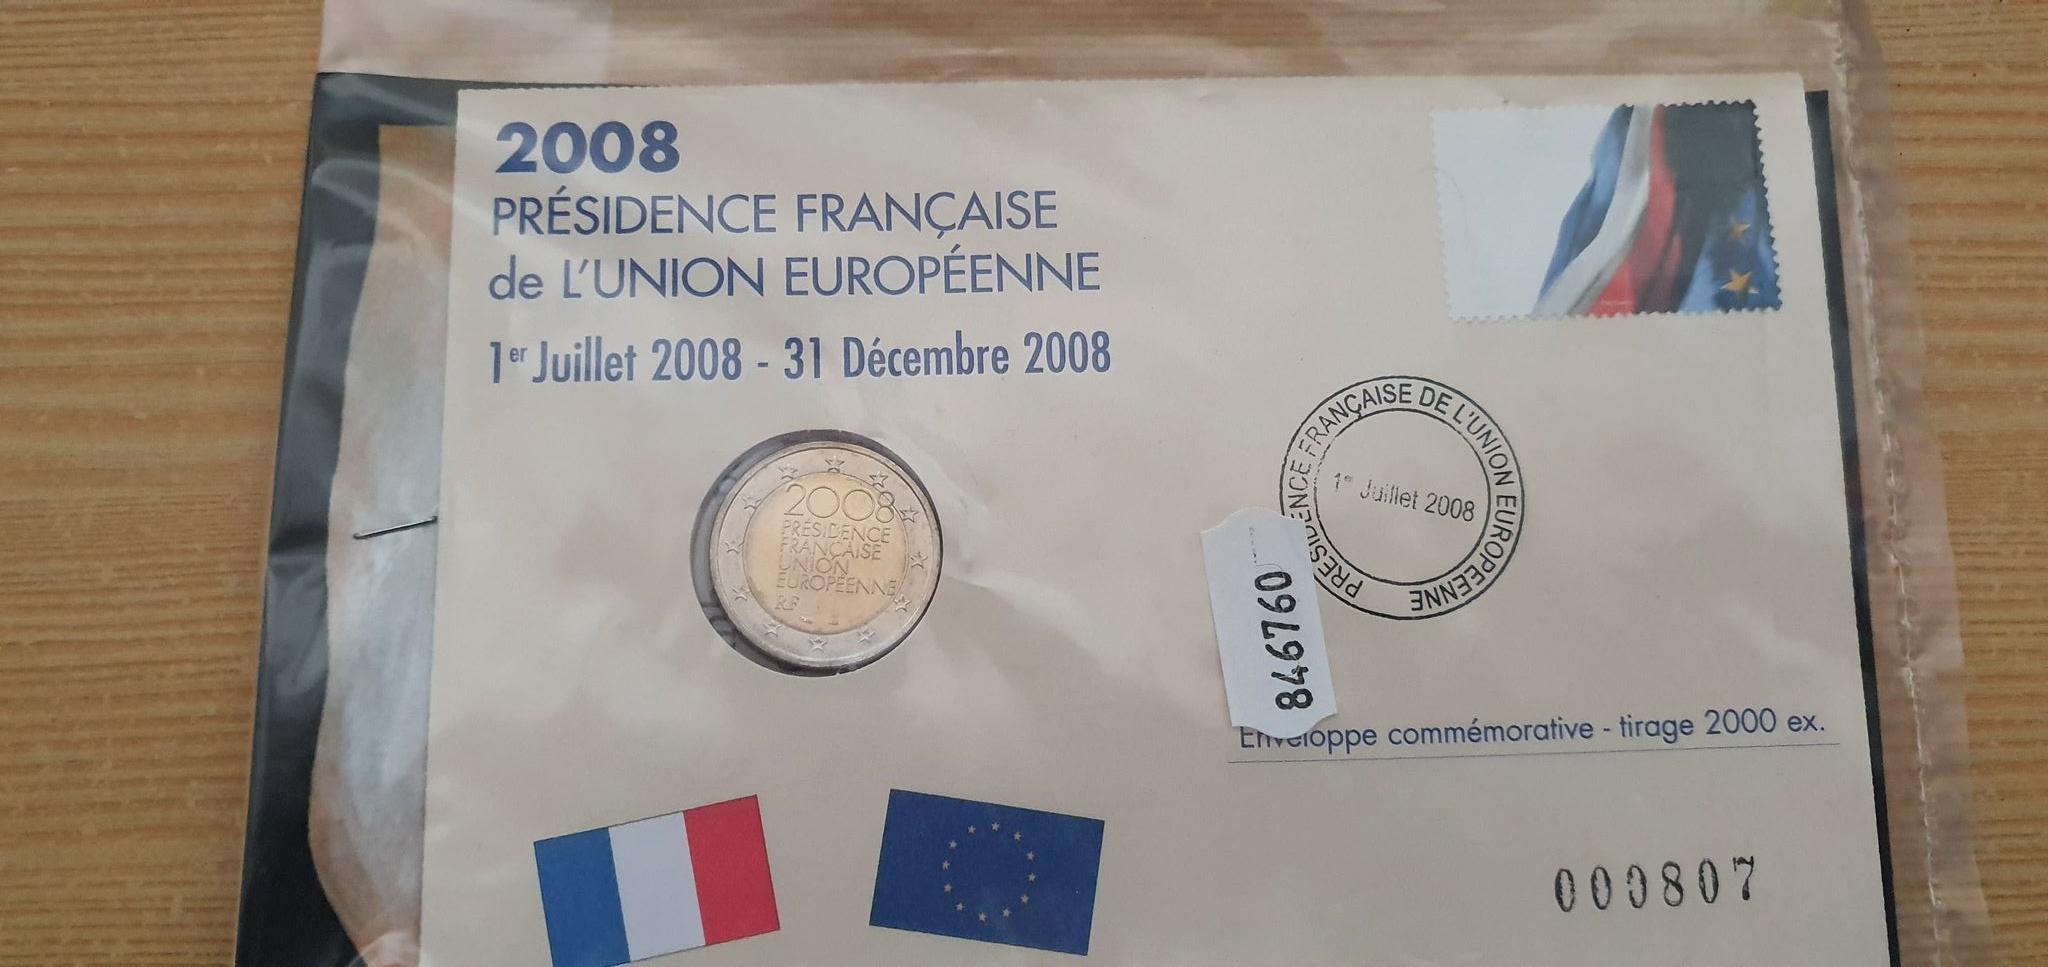 2008
PRÉSIDENCE FRANÇAISE
de L'UNION EUROPÉENNE
1er Juillet 2008 - 31 Décembre 2008
2008
PRÉSIDENCE
FRANÇAISE
UNION
EUROPÉENNE
RF
PRÉSIDENCE FRANÇAISE DE L'UNION EUROPÉENNE
1er Juillet 2008
846760
Enveloppe commémorative - tirage 2000 ex.
000807